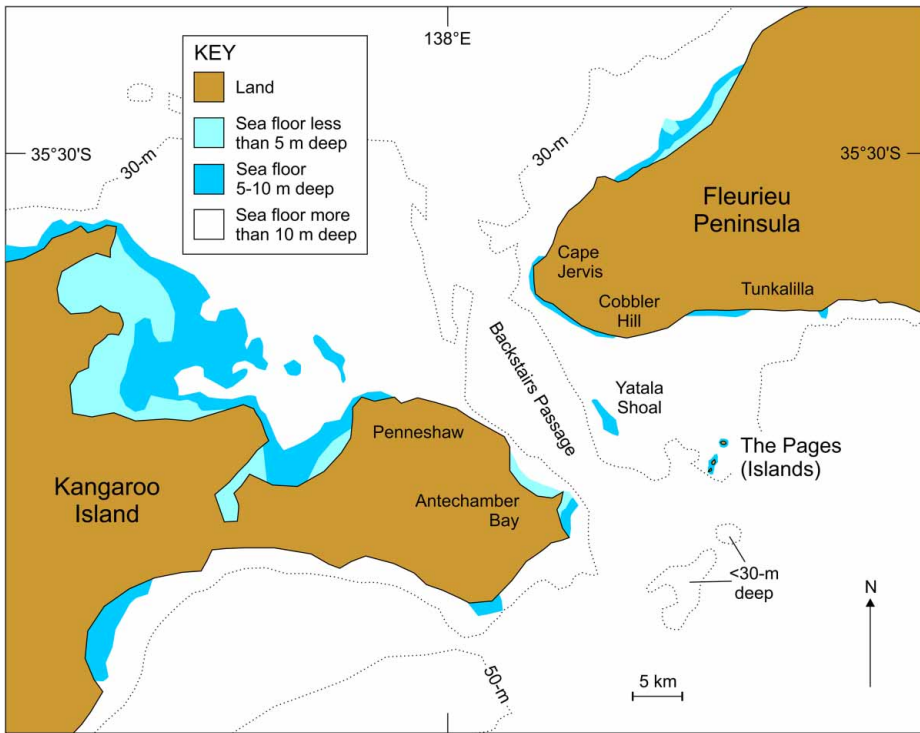 138°E
KEY
Land
Sea floor less
than 5 m deep
Sea floor
5-10 m deep
Sea floor more
than 10 m deep
35°30'S
30-m
30-m
35°30'S
Fleurieu
Peninsula
Cape
Jervis
Cobbler
Hill
Tunkalilla
Backstairs Passage
Yatala
Shoal
Penneshaw
The Pages
(Islands)
Kangaroo
Island
Antechamber
Bay
<30-m
deep
N
50-m
5 km